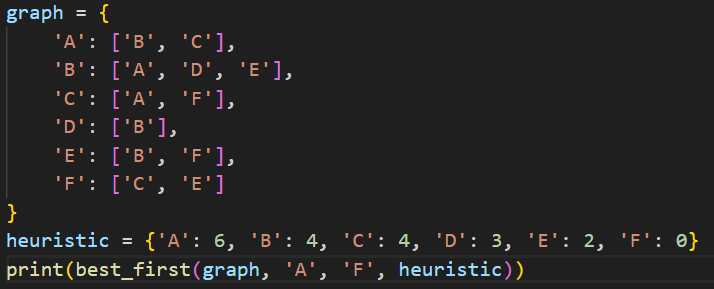 graph = {
    'A': ['B', 'C'],
    'B': ['A', 'D', 'E'],
    'C': ['A', 'F'],
    'D': ['B'],
    'E': ['B', 'F'],
    'F': ['C', 'E']
}
heuristic = {'A': 6, 'B': 4, 'C': 4, 'D': 3, 'E': 2, 'F': 0}
print(best_first(graph, 'A', 'F', heuristic))